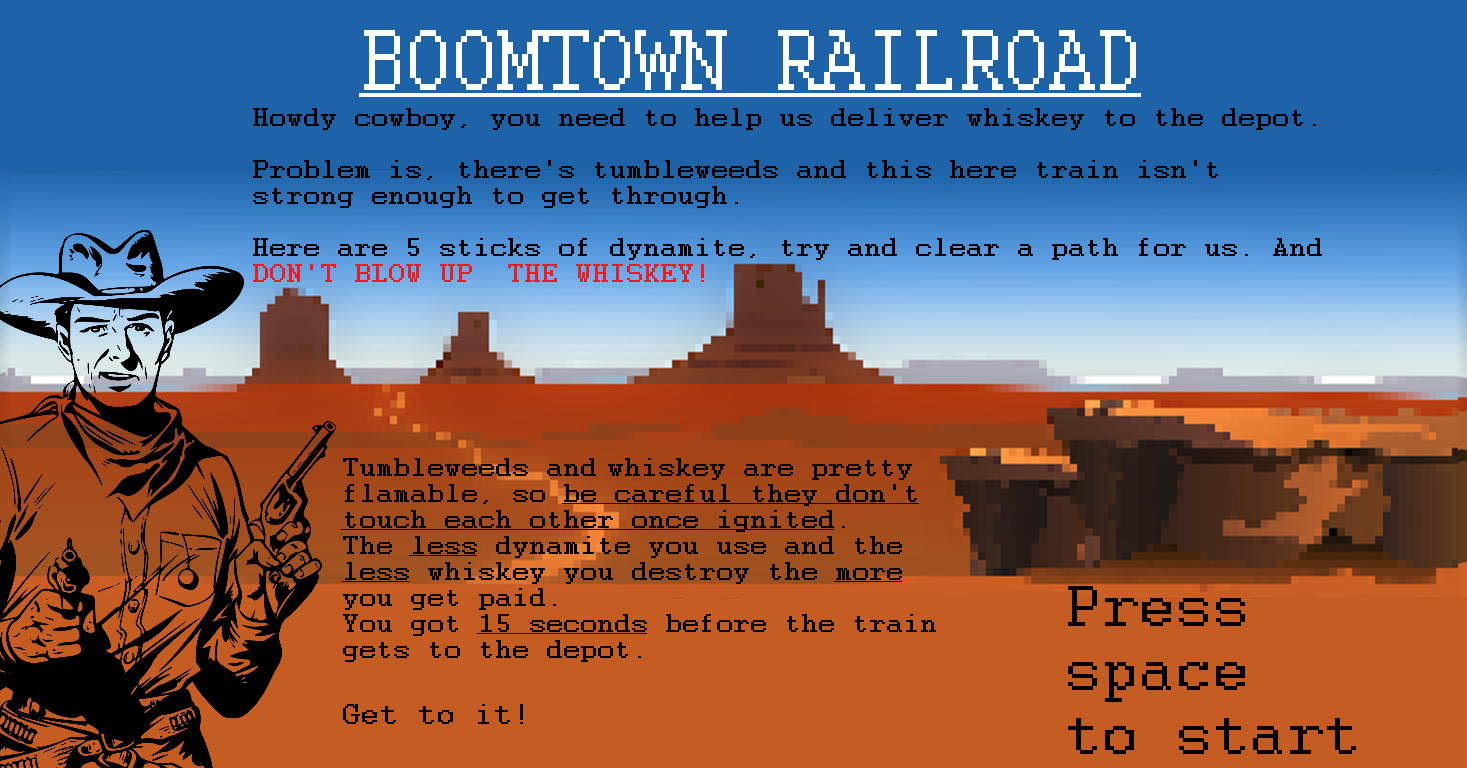 BOOMTOWN RAILROAD
Howdy cowboy, you need to help us deliver whiskey to the depot.
Problem is, there's tumbleweeds and this here train isn't
strong enough to get through.
Here are 5 sticks of dynamite, try and clear a path for us. And
DON'T BLOW UP  THE WHISKEY!
Tumbleweeds and whiskey are pretty
flamable, so be careful they don't
touch each other once ignited.
The less dynamite you use and the
less whiskey you destroy the more
you get paid.
You got 15 seconds before the train
gets to the depot.
Get to it!
Press
space
to start